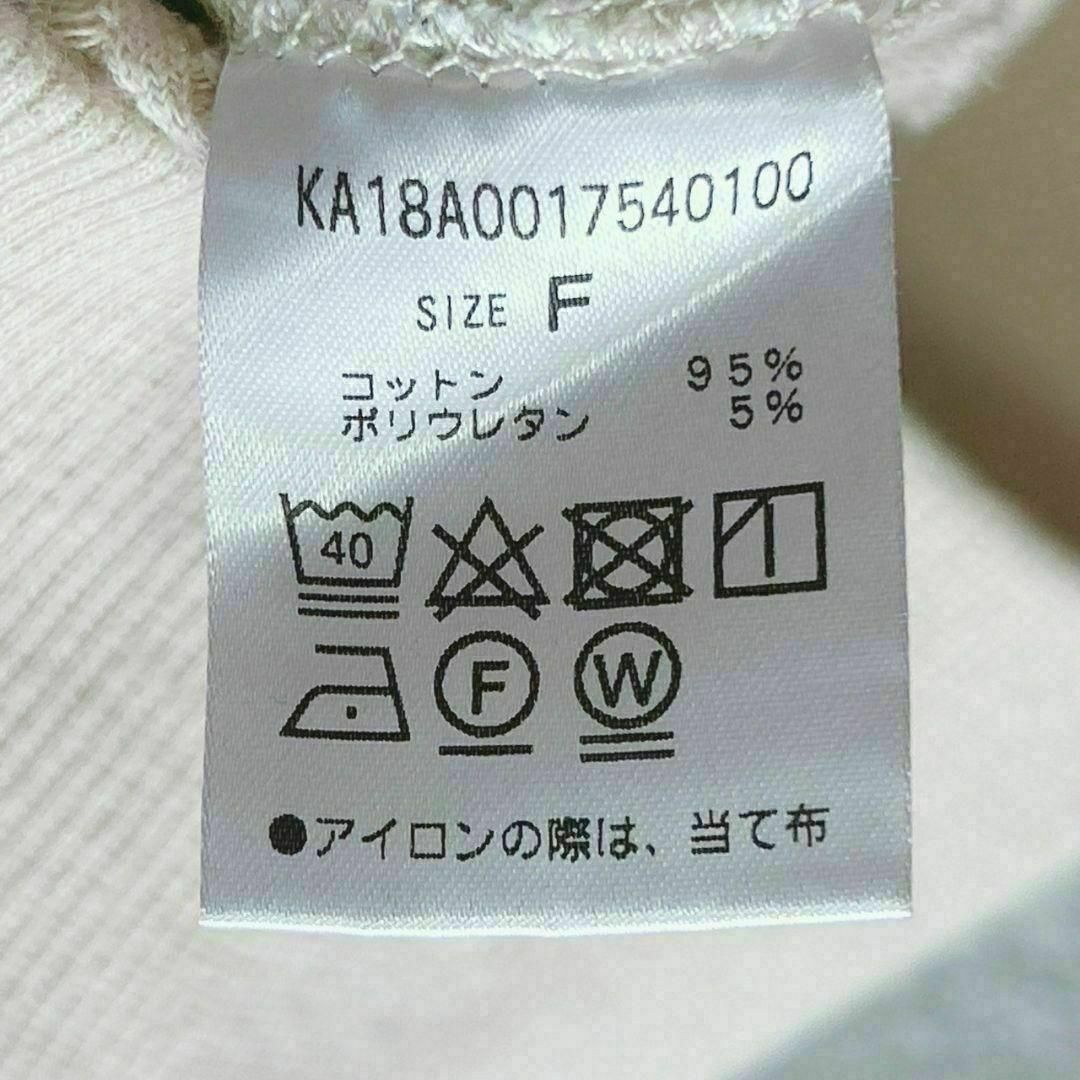 KA18A0017540100
SIZE F
コットン 95%
ポリウレタン 5%
40
F W
●アイロンの際は、当て布